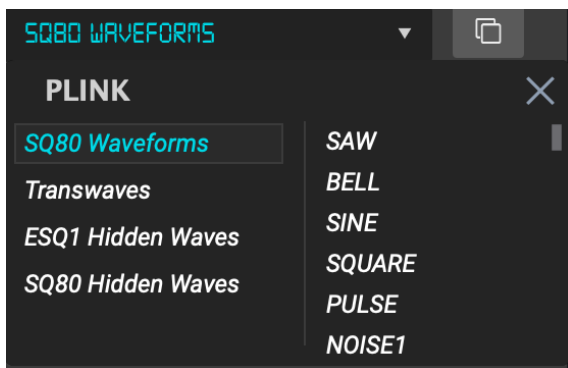 SQ80 WAVEFORMS
PLINK
SQ80 Waveforms
Transwaves
ESQ1 Hidden Waves
SQ80 Hidden Waves
SAW
BELL
SINE
SQUARE
PULSE
NOISE1